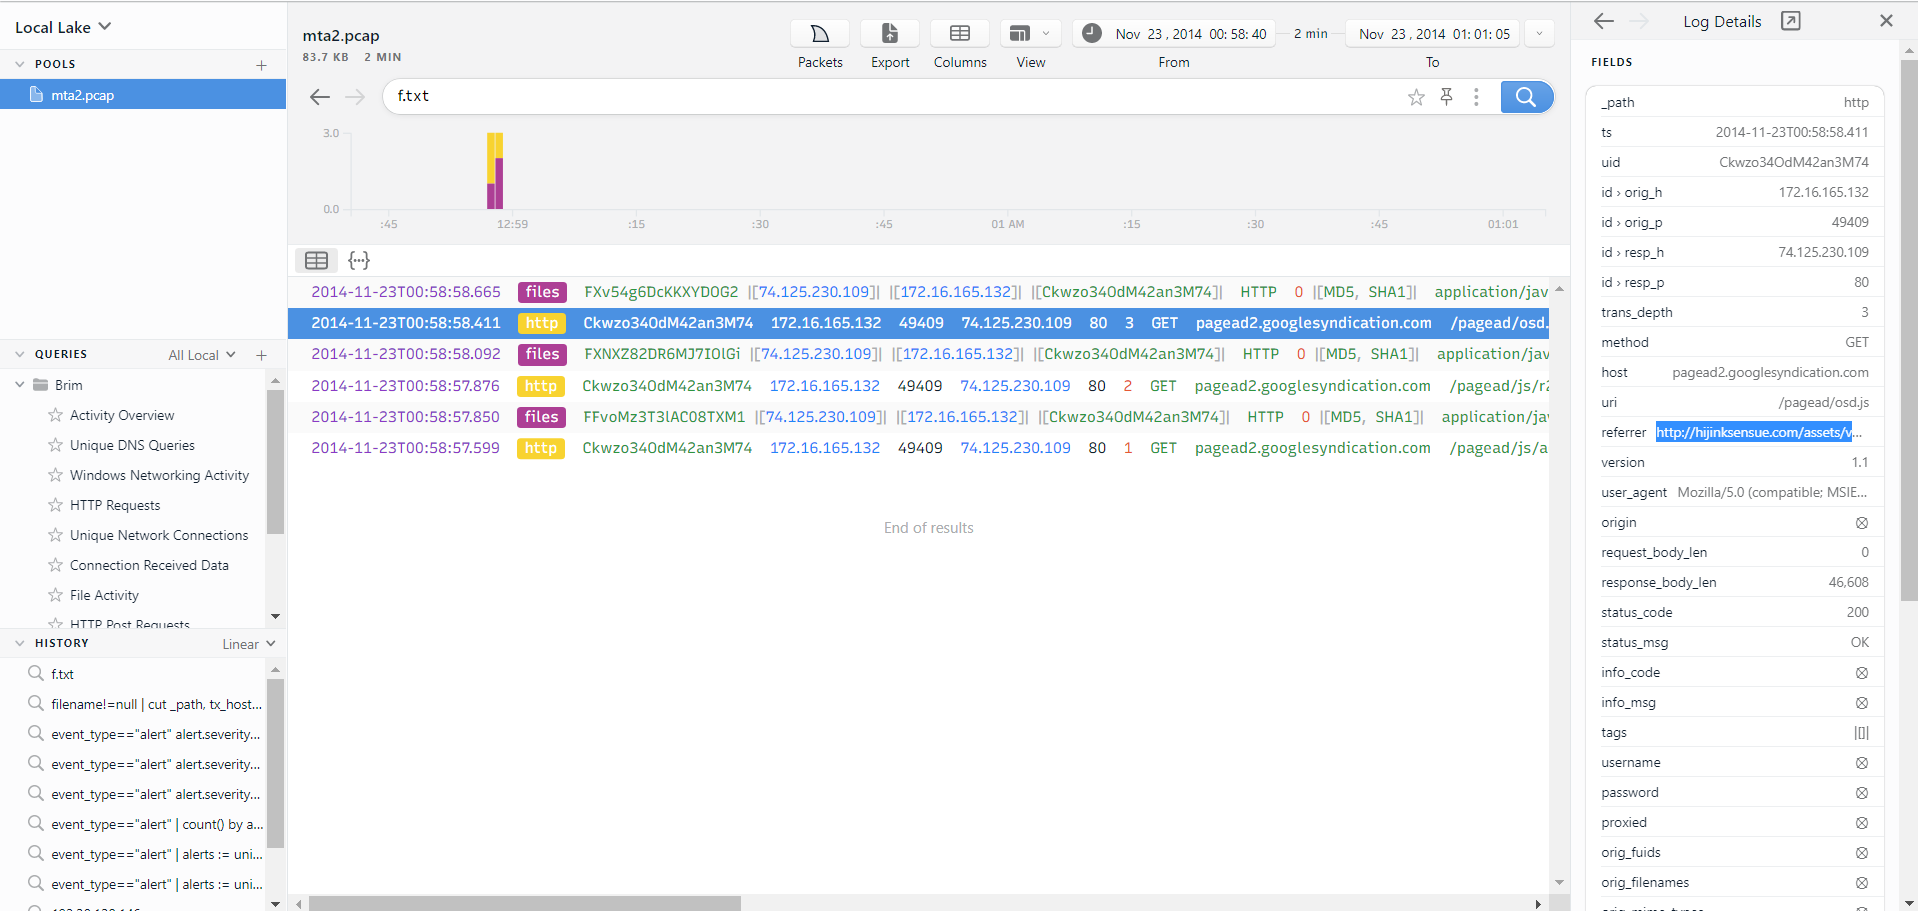 Local Lake
POOLS
mta2.pcap
QUERIES All Local
Brim
Activity Overview
Unique DNS Queries
Windows Networking Activity
HTTP Requests
Unique Network Connections
Connection Received Data
File Activity
HTTP Post Requests
HISTORY Linear
f.txt
filename!=null | cut _path, tx_host...
event_type=="alert" alert.severity...
event_type=="alert" alert.severity...
event_type=="alert" alert.severity...
event_type=="alert" | count() by a...
event_type=="alert" | alerts := uni...
event_type=="alert" | alerts := uni...
mta2.pcap
83.7 KB 2 MIN
Packets
Export
Columns
View
Nov 23 , 2014 00: 58: 40
From
2 min
Nov 23 , 2014 01: 01: 05
To
f.txt
3.0
0.0
:45 12:59 :15 :30 :45 01 AM :15 :30 :45 01:01
2014-11-23T00:58:58.665 files FXv54g6DcKKXYDOG2 |[74.125.230.109]| |[172.16.165.132]| |[Ckwzo34OdM42an3M74]| HTTP 0 |[MD5, SHA1]| application/jav
2014-11-23T00:58:58.411 http Ckwzo34OdM42an3M74 172.16.165.132 49409 74.125.230.109 80 3 GET pagead2.googlesyndication.com /pagead/osd.
2014-11-23T00:58:58.092 files FXNXZ82DR6MJ7IOlGi |[74.125.230.109]| |[172.16.165.132]| |[Ckwzo34OdM42an3M74]| HTTP 0 |[MD5, SHA1]| application/jav
2014-11-23T00:58:57.876 http Ckwzo34OdM42an3M74 172.16.165.132 49409 74.125.230.109 80 2 GET pagead2.googlesyndication.com /pagead/js/r2
2014-11-23T00:58:57.850 files FFvoMz3T3lAC08TXM1 |[74.125.230.109]| |[172.16.165.132]| |[Ckwzo34OdM42an3M74]| HTTP 0 |[MD5, SHA1]| application/jav
2014-11-23T00:58:57.599 http Ckwzo34OdM42an3M74 172.16.165.132 49409 74.125.230.109 80 1 GET pagead2.googlesyndication.com /pagead/js/a
End of results
Log Details
FIELDS
_path http
ts 2014-11-23T00:58:58.411
uid Ckwzo34OdM42an3M74
id › orig_h 172.16.165.132
id › orig_p 49409
id › resp_h 74.125.230.109
id › resp_p 80
trans_depth 3
method GET
host pagead2.googlesyndication.com
uri /pagead/osd.js
referrer http://hijinksensue.com/assets/v...
version 1.1
user_agent Mozilla/5.0 (compatible; MSIE...
origin
request_body_len 0
response_body_len 46,608
status_code 200
status_msg OK
info_code
info_msg
tags |[]|
username
password
proxied
orig_fuids
orig_filenames
orig_mime_types